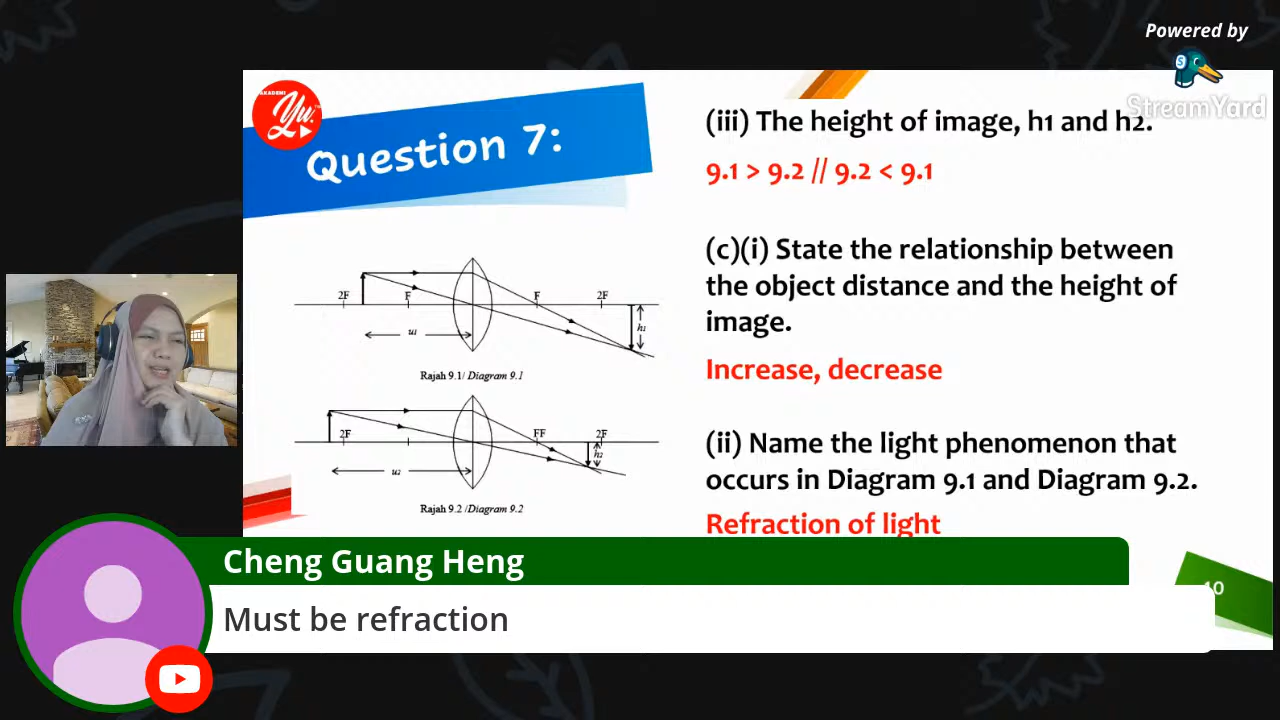 Powered by
StreamYard
AKADEMI
Yu.
Question 7:
(iii) The height of image, h1 and h2.
9.1 > 9.2 // 9.2 < 9.1
(c)(i) State the relationship between
the object distance and the height of
image.
Increase, decrease
(ii) Name the light phenomenon that
occurs in Diagram 9.1 and Diagram 9.2.
Refraction of light
2F F F 2F
u1 h1
Rajah 9.1/ Diagram 9.1
2F FF 2F
u2 h2
Rajah 9.2 /Diagram 9.2
10
Cheng Guang Heng
Must be refraction